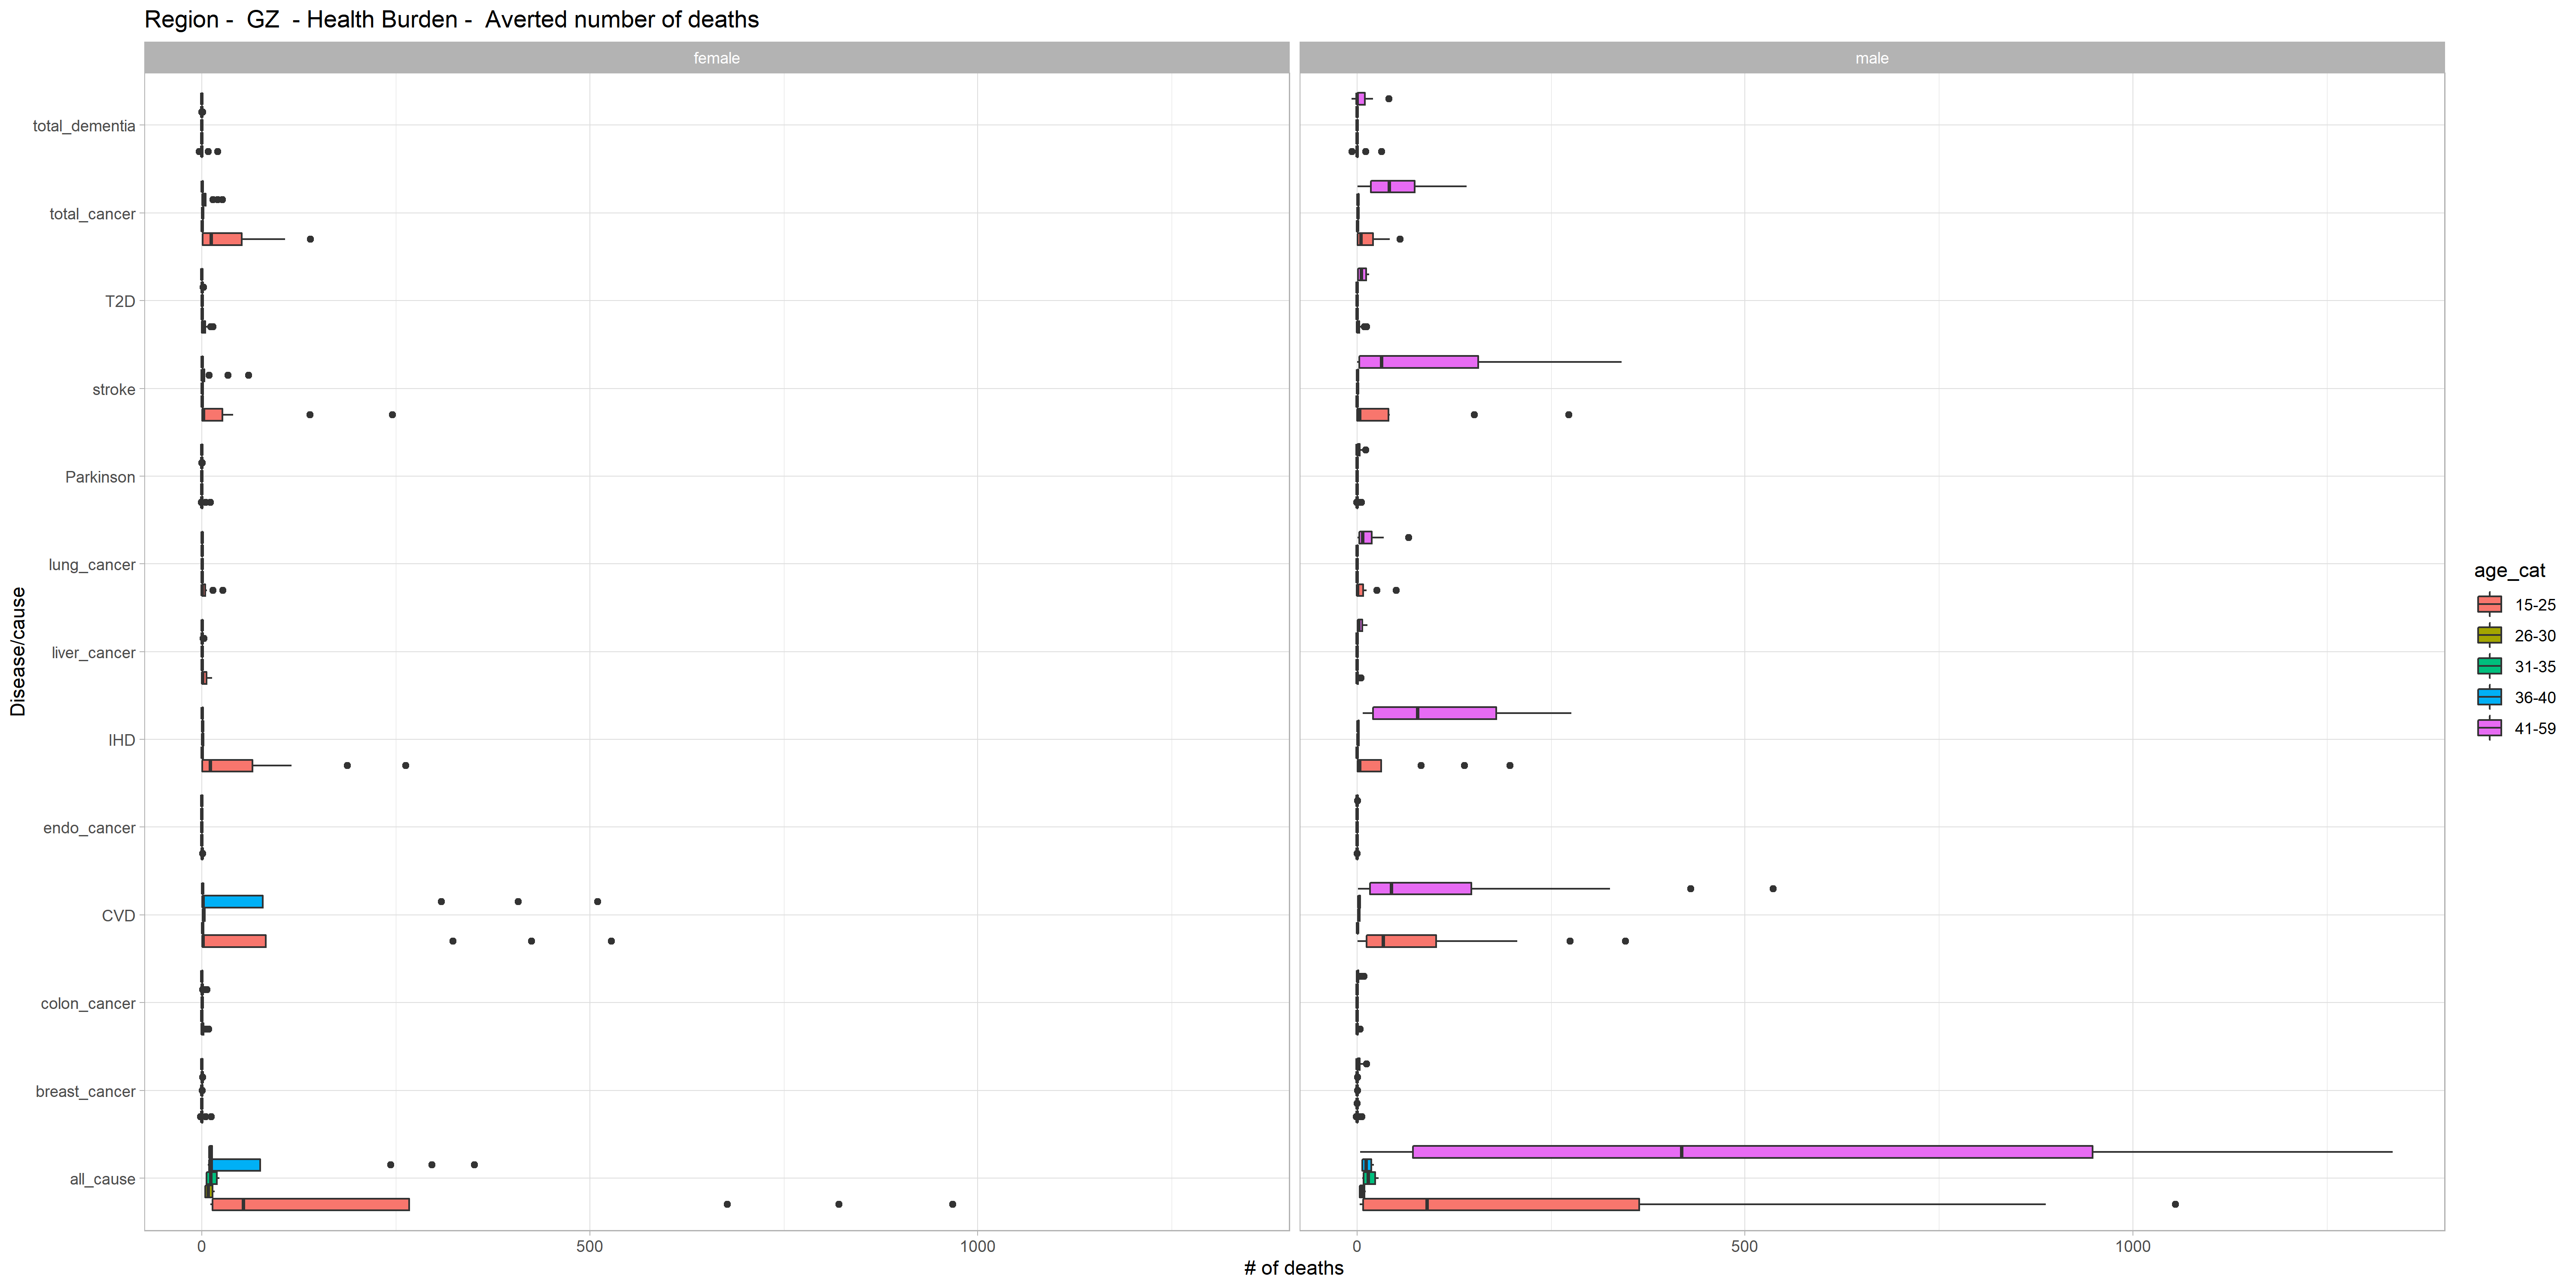 Region -  GZ  - Health Burden -  Averted number of deaths
female
male
Disease/cause
total_dementia
total_cancer
T2D
stroke
Parkinson
lung_cancer
liver_cancer
IHD
endo_cancer
CVD
colon_cancer
breast_cancer
all_cause
0
500
1000
0
500
1000
# of deaths
age_cat
15-25
26-30
31-35
36-40
41-59